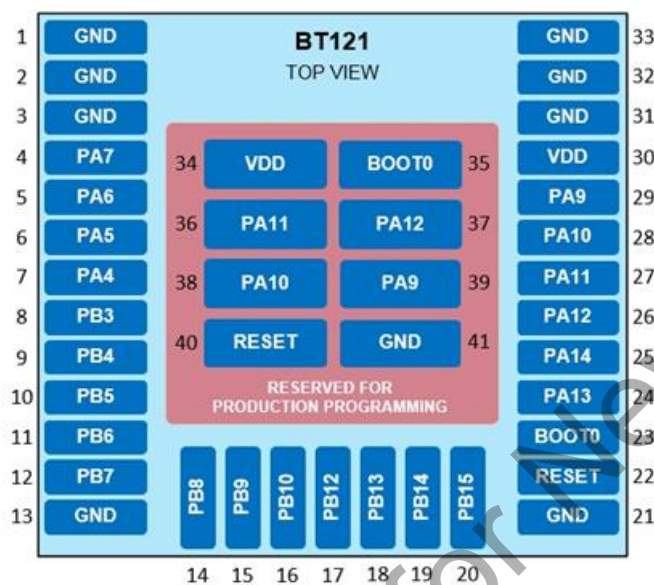 BT121
TOP VIEW
1 GND
2 GND
3 GND
4 PA7
5 PA6
6 PA5
7 PA4
8 PB3
9 PB4
10 PB5
11 PB6
12 PB7
13 GND
34 VDD BOOT0 35
36 PA11 PA12 37
38 PA10 PA9 39
40 RESET GND 41
RESERVED FOR
PRODUCTION PROGRAMMING
PB8 PB9 PB10 PB12 PB13 PB14 PB15
14 15 16 17 18 19 20
GND 33
GND 32
GND 31
VDD 30
PA9 29
PA10 28
PA11 27
PA12 26
PA14 25
PA13 24
BOOT0 23
RESET 22
GND 21
for New